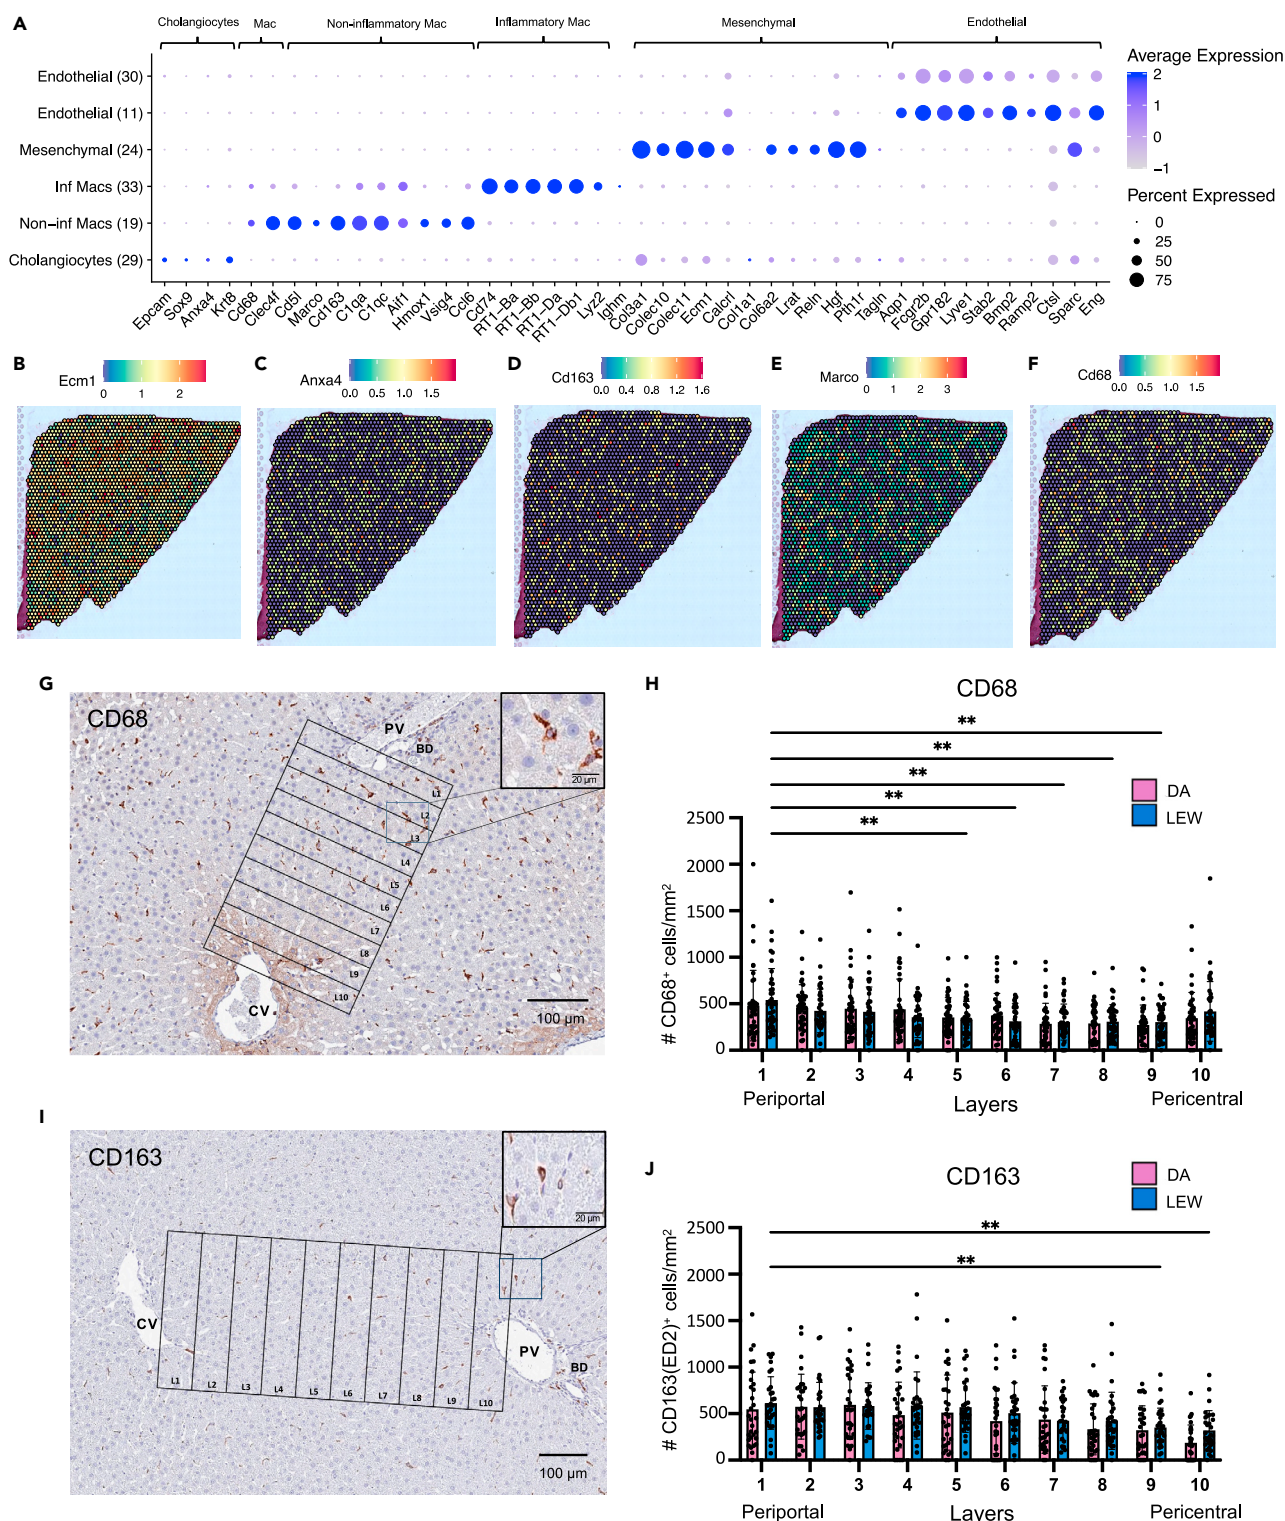 A
Cholangiocytes Mac Non-inflammatory Mac Inflammatory Mac Mesenchymal Endothelial
Endothelial (30)
Endothelial (11)
Mesenchymal (24)
Inf Macs (33)
Non-inf Macs (19)
Cholangiocytes (29)
Epcam Sox9 Anxa4 Krt8 Cd68 Clec4f Cd5l Marco Cd163 C1qa C1qc Aif1 Hmox1 Vsig4 Ccl6 Cd74 RT1-Ba RT1-Bb RT1-Da RT1-Db1 Lyz2 Ighm Col3a1 Colec10 Colec11 Ecm1 Calcrl Col1a1 Col6a2 Lrat Reln Hgf Pth1r Tagln Aqp1 Fcgr2b Gpr182 Lyve1 Stab2 Bmp2 Ramp2 Ctsl Sparc Eng
Average Expression
2
1
0
-1
Percent Expressed
0
25
50
75
B
Ecm1
0 1 2
C
Anxa4
0.0 0.5 1.0 1.5
D
Cd163
0.0 0.4 0.8 1.2 1.6
E
Marco
0 1 2 3
F
Cd68
0.0 0.5 1.0 1.5
G
CD68
PV
BD
L1
L2
L3
L4
L5
L6
L7
L8
L9
L10
CV
20 µm
100 µm
H
CD68
**
**
**
**
**
DA
LEW
# CD68+ cells/mm²
2500
2000
1500
1000
500
0
1 2 3 4 5 6 7 8 9 10
Periportal Layers Pericentral
I
CD163
20 µm
CV
PV
BD
L1 L2 L3 L4 L5 L6 L7 L8 L9 L10
100 µm
J
CD163
DA
LEW
**
**
# CD163(ED2)+ cells/mm²
2500
2000
1500
1000
500
0
1 2 3 4 5 6 7 8 9 10
Periportal Layers Pericentral